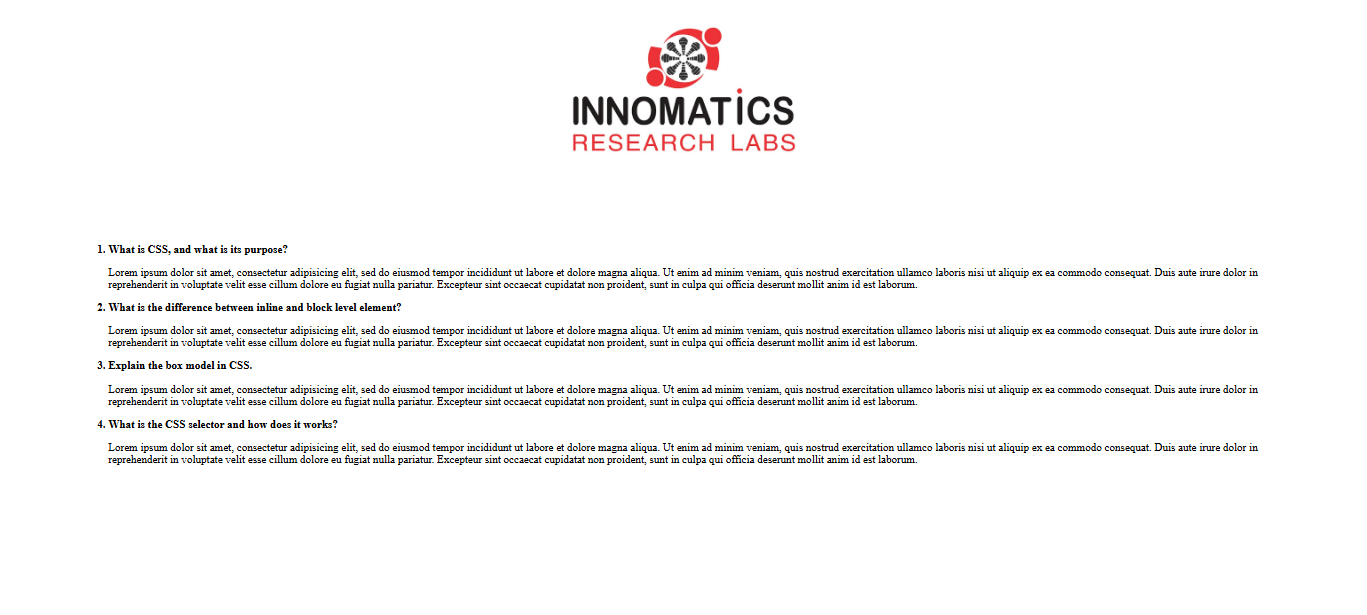 INNOMATICS
RESEARCH LABS
1. What is CSS, and what is its purpose?
Lorem ipsum dolor sit amet, consectetur adipisicing elit, sed do eiusmod tempor incididunt ut labore et dolore magna aliqua. Ut enim ad minim veniam, quis nostrud exercitation ullamco laboris nisi ut aliquip ex ea commodo consequat. Duis aute irure dolor in
reprehenderit in voluptate velit esse cillum dolore eu fugiat nulla pariatur. Excepteur sint occaecat cupidatat non proident, sunt in culpa qui officia deserunt mollit anim id est laborum.
2. What is the difference between inline and block level element?
Lorem ipsum dolor sit amet, consectetur adipisicing elit, sed do eiusmod tempor incididunt ut labore et dolore magna aliqua. Ut enim ad minim veniam, quis nostrud exercitation ullamco laboris nisi ut aliquip ex ea commodo consequat. Duis aute irure dolor in
reprehenderit in voluptate velit esse cillum dolore eu fugiat nulla pariatur. Excepteur sint occaecat cupidatat non proident, sunt in culpa qui officia deserunt mollit anim id est laborum.
3. Explain the box model in CSS.
Lorem ipsum dolor sit amet, consectetur adipisicing elit, sed do eiusmod tempor incididunt ut labore et dolore magna aliqua. Ut enim ad minim veniam, quis nostrud exercitation ullamco laboris nisi ut aliquip ex ea commodo consequat. Duis aute irure dolor in
reprehenderit in voluptate velit esse cillum dolore eu fugiat nulla pariatur. Excepteur sint occaecat cupidatat non proident, sunt in culpa qui officia deserunt mollit anim id est laborum.
4. What is the CSS selector and how does it works?
Lorem ipsum dolor sit amet, consectetur adipisicing elit, sed do eiusmod tempor incididunt ut labore et dolore magna aliqua. Ut enim ad minim veniam, quis nostrud exercitation ullamco laboris nisi ut aliquip ex ea commodo consequat. Duis aute irure dolor in
reprehenderit in voluptate velit esse cillum dolore eu fugiat nulla pariatur. Excepteur sint occaecat cupidatat non proident, sunt in culpa qui officia deserunt mollit anim id est laborum.